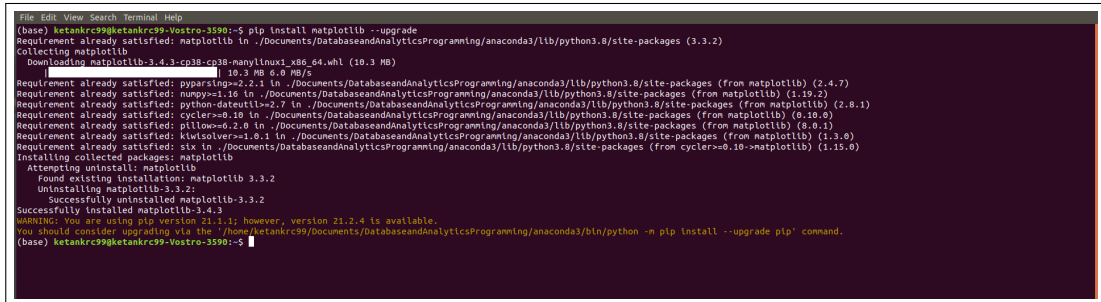 File Edit View Search Terminal Help
(base) ketankrc99@ketankrc99-Vostro-3590:~$ pip install matplotlib --upgrade
Requirement already satisfied: matplotlib in ./Documents/DatabaseandAnalyticsProgramming/anaconda3/lib/python3.8/site-packages (3.3.2)
Collecting matplotlib
  Downloading matplotlib-3.4.3-cp38-cp38-manylinux1_x86_64.whl (10.3 MB)
     | 10.3 MB 6.0 MB/s
Requirement already satisfied: pyparsing>=2.2.1 in ./Documents/DatabaseandAnalyticsProgramming/anaconda3/lib/python3.8/site-packages (from matplotlib) (2.4.7)
Requirement already satisfied: numpy>=1.16 in ./Documents/DatabaseandAnalyticsProgramming/anaconda3/lib/python3.8/site-packages (from matplotlib) (1.19.2)
Requirement already satisfied: python-dateutil>=2.7 in ./Documents/DatabaseandAnalyticsProgramming/anaconda3/lib/python3.8/site-packages (from matplotlib) (2.8.1)
Requirement already satisfied: cycler>=0.10 in ./Documents/DatabaseandAnalyticsProgramming/anaconda3/lib/python3.8/site-packages (from matplotlib) (0.10.0)
Requirement already satisfied: pillow>=6.2.0 in ./Documents/DatabaseandAnalyticsProgramming/anaconda3/lib/python3.8/site-packages (from matplotlib) (8.0.1)
Requirement already satisfied: kiwisolver>=1.0.1 in ./Documents/DatabaseandAnalyticsProgramming/anaconda3/lib/python3.8/site-packages (from matplotlib) (1.3.0)
Requirement already satisfied: six in ./Documents/DatabaseandAnalyticsProgramming/anaconda3/lib/python3.8/site-packages (from cycler>=0.10->matplotlib) (1.15.0)
Installing collected packages: matplotlib
  Attempting uninstall: matplotlib
    Found existing installation: matplotlib 3.3.2
    Uninstalling matplotlib-3.3.2:
      Successfully uninstalled matplotlib-3.3.2
Successfully installed matplotlib-3.4.3
WARNING: You are using pip version 21.1.1; however, version 21.2.4 is available.
You should consider upgrading via the '/home/ketankrc99/Documents/DatabaseandAnalyticsProgramming/anaconda3/bin/python -m pip install --upgrade pip' command.
(base) ketankrc99@ketankrc99-Vostro-3590:~$